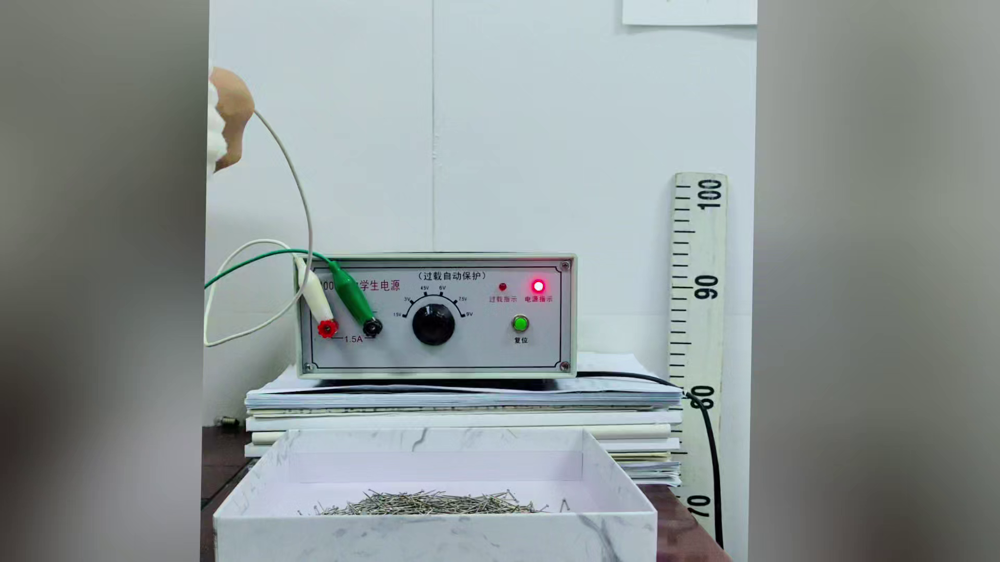 （过载自动保护）
学生电源
4.5V 6V
3V 7.5V
1.5V 9V
过载指示 电源指示
1.5A
复位
100
90
80
70